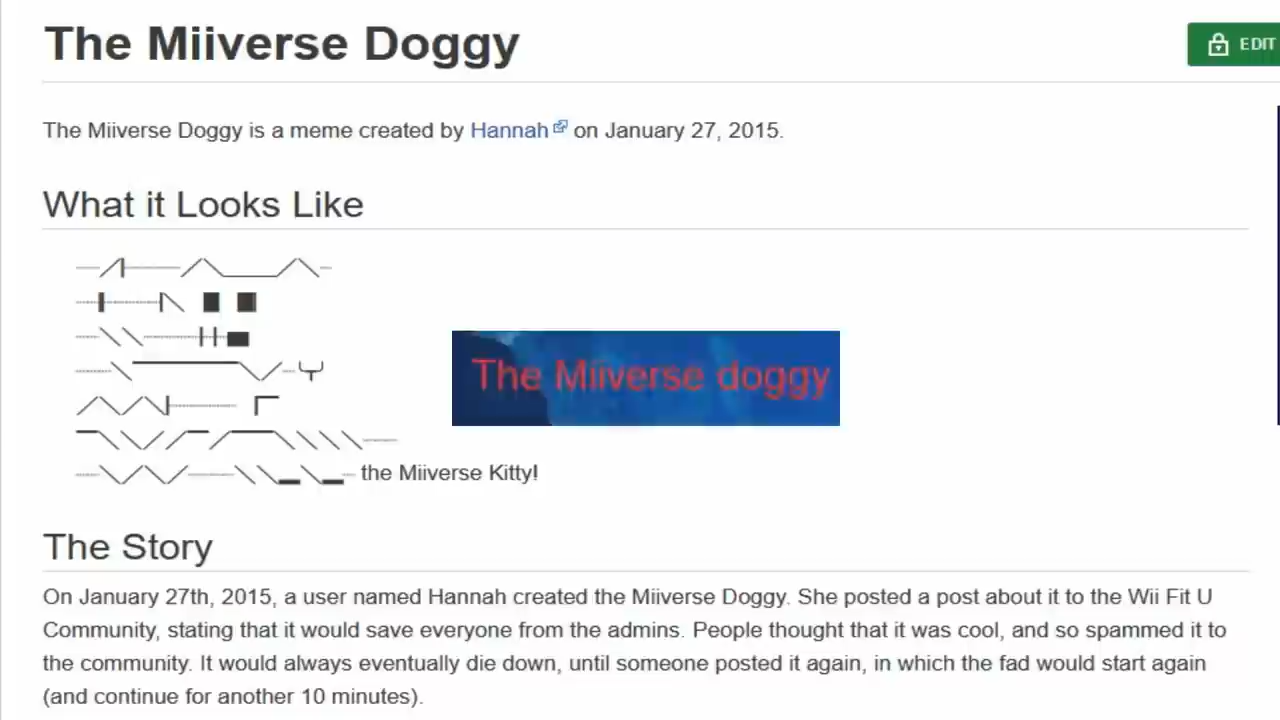 The Miiverse Doggy
EDIT
The Miiverse Doggy is a meme created by Hannah on January 27, 2015.
What it Looks Like
The Miiverse doggy
the Miiverse Kitty!
The Story
On January 27th, 2015, a user named Hannah created the Miiverse Doggy. She posted a post about it to the Wii Fit U
Community, stating that it would save everyone from the admins. People thought that it was cool, and so spammed it to
the community. It would always eventually die down, until someone posted it again, in which the fad would start again
(and continue for another 10 minutes).